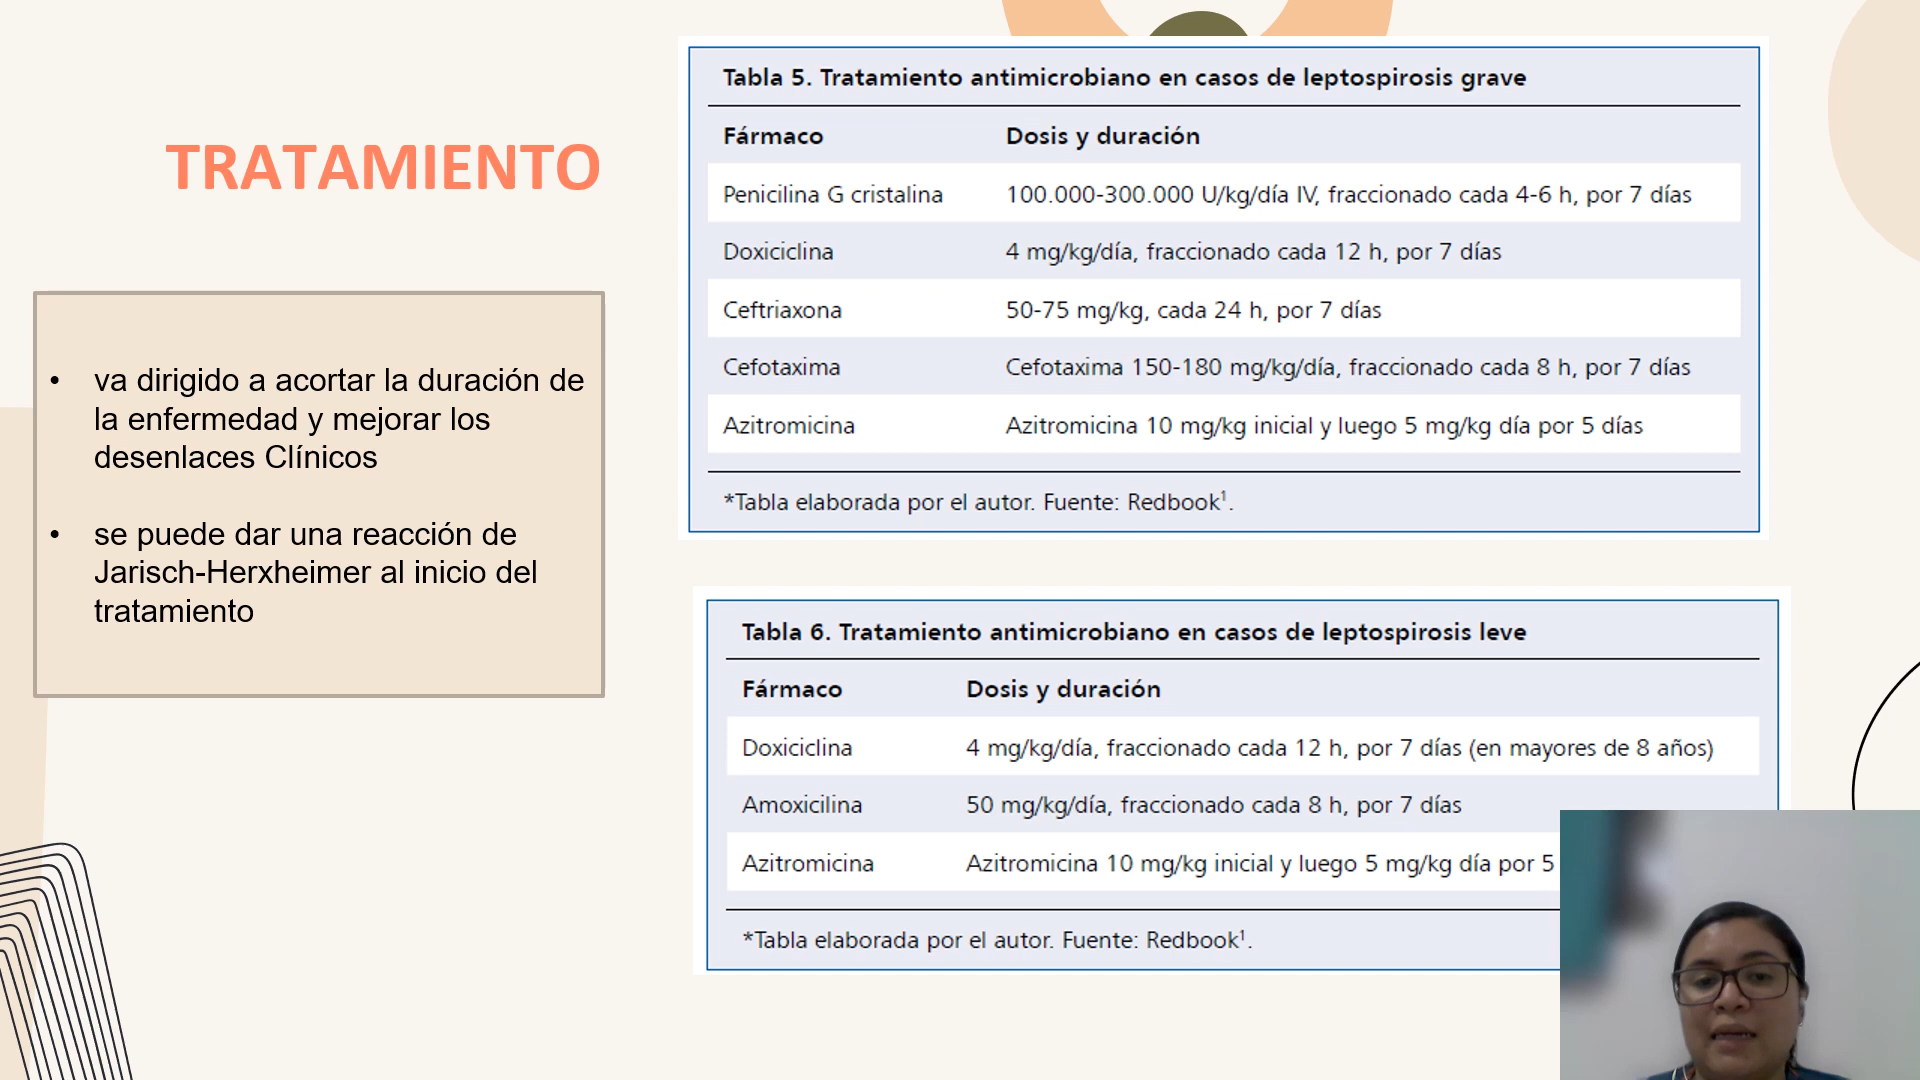 TRATAMIENTO
• va dirigido a acortar la duración de
la enfermedad y mejorar los
desenlaces Clínicos
• se puede dar una reacción de
Jarisch-Herxheimer al inicio del
tratamiento
Tabla 5. Tratamiento antimicrobiano en casos de leptospirosis grave
Fármaco Dosis y duración
Penicilina G cristalina 100.000-300.000 U/kg/día IV, fraccionado cada 4-6 h, por 7 días
Doxiciclina 4 mg/kg/día, fraccionado cada 12 h, por 7 días
Ceftriaxona 50-75 mg/kg, cada 24 h, por 7 días
Cefotaxima Cefotaxima 150-180 mg/kg/día, fraccionado cada 8 h, por 7 días
Azitromicina Azitromicina 10 mg/kg inicial y luego 5 mg/kg día por 5 días
*Tabla elaborada por el autor. Fuente: Redbook¹.
Tabla 6. Tratamiento antimicrobiano en casos de leptospirosis leve
Fármaco Dosis y duración
Doxiciclina 4 mg/kg/día, fraccionado cada 12 h, por 7 días (en mayores de 8 años)
Amoxicilina 50 mg/kg/día, fraccionado cada 8 h, por 7 días
Azitromicina Azitromicina 10 mg/kg inicial y luego 5 mg/kg día por 5
*Tabla elaborada por el autor. Fuente: Redbook¹.